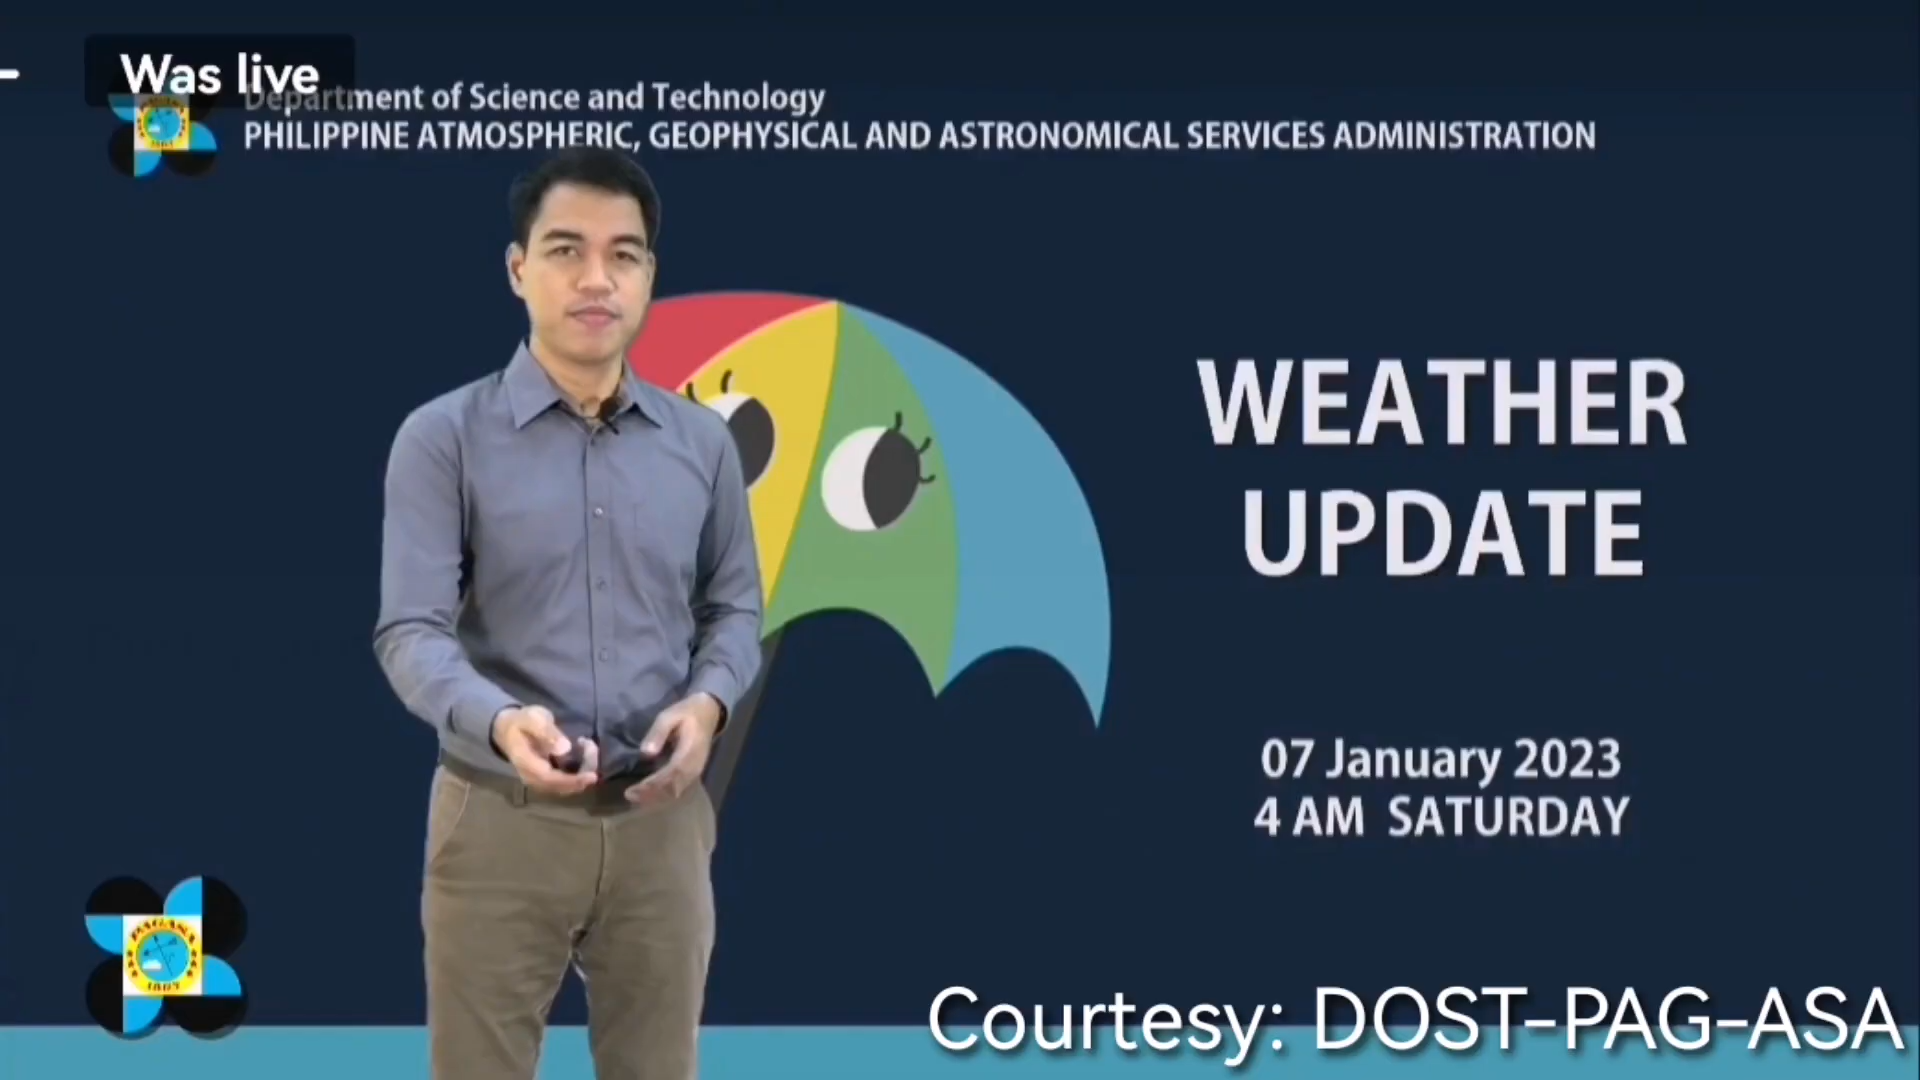 Was live
Department of Science and Technology
PHILIPPINE ATMOSPHERIC, GEOPHYSICAL AND ASTRONOMICAL SERVICES ADMINISTRATION
WEATHER
UPDATE
07 January 2023
4 AM SATURDAY
PAGASA
Courtesy: DOST-PAG-ASA